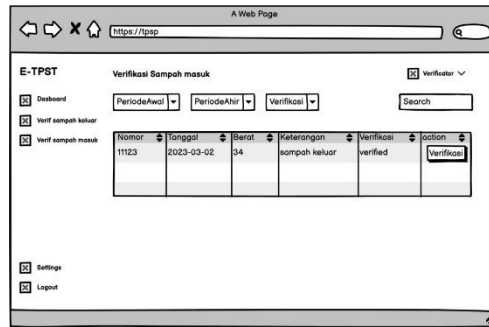 A Web Page
https://tpsp
E-TPST
Verifikasi Sampah masuk
Verificator
Dasboard
PeriodeAwal
PeriodeAhir
Verifikasi
Search
Verif sampah keluar
Verif sampah masuk
Nomor Tanggal Berat Keterangan Verifikasi action
11123 2023-03-02 34 sampah keluar verified Verifikasi
Settings
Logout